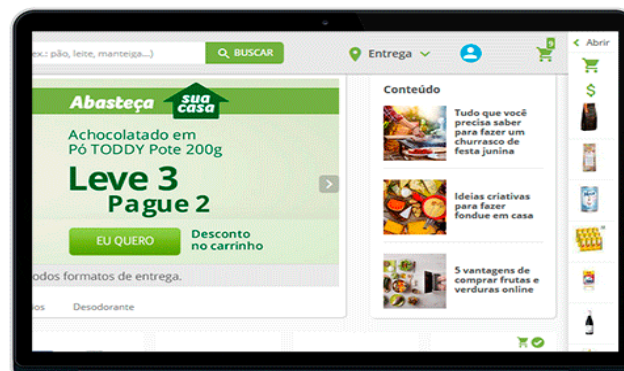 ex.: pão, leite, manteiga...)
BUSCAR
Entrega
9
Abrir
Abasteça
sua
casa
Achocolatado em
Pó TODDY Pote 200g
Leve 3
Pague 2
EU QUERO
Desconto
no carrinho
odos formatos de entrega.
ios Desodorante
Conteúdo
Tudo que você
precisa saber
para fazer um
churrasco de
festa junina
Ideias criativas
para fazer
fondue em casa
5 vantagens de
comprar frutas e
verduras online
$